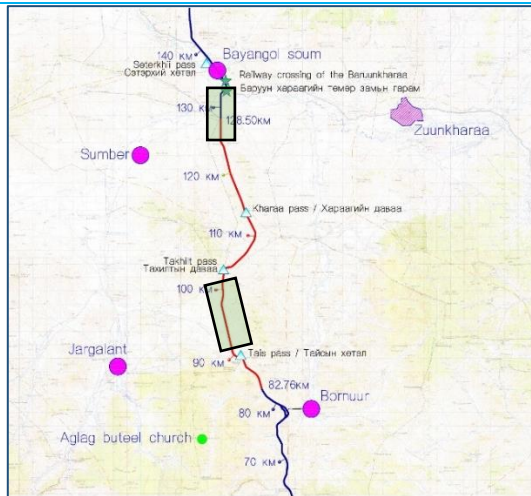 140 км
Bayangol soum
Seterkhii pass
Сэтэрхий хөтөл
Railway crossing of the Baruunkharaa
Баруун хараагийн төмөр замын гарам
130 км
128.50км
Zuunkharaa
Sumber
120 км
Kharaa pass / Хараагийн даваа
110 км
Takhilt pass
Тахилтын даваа
100 км
Jargalant
Tais pass / Тайсын хөтөл
90 км
82.76км
80 км
Bornuur
Aglag buteel church
70 км